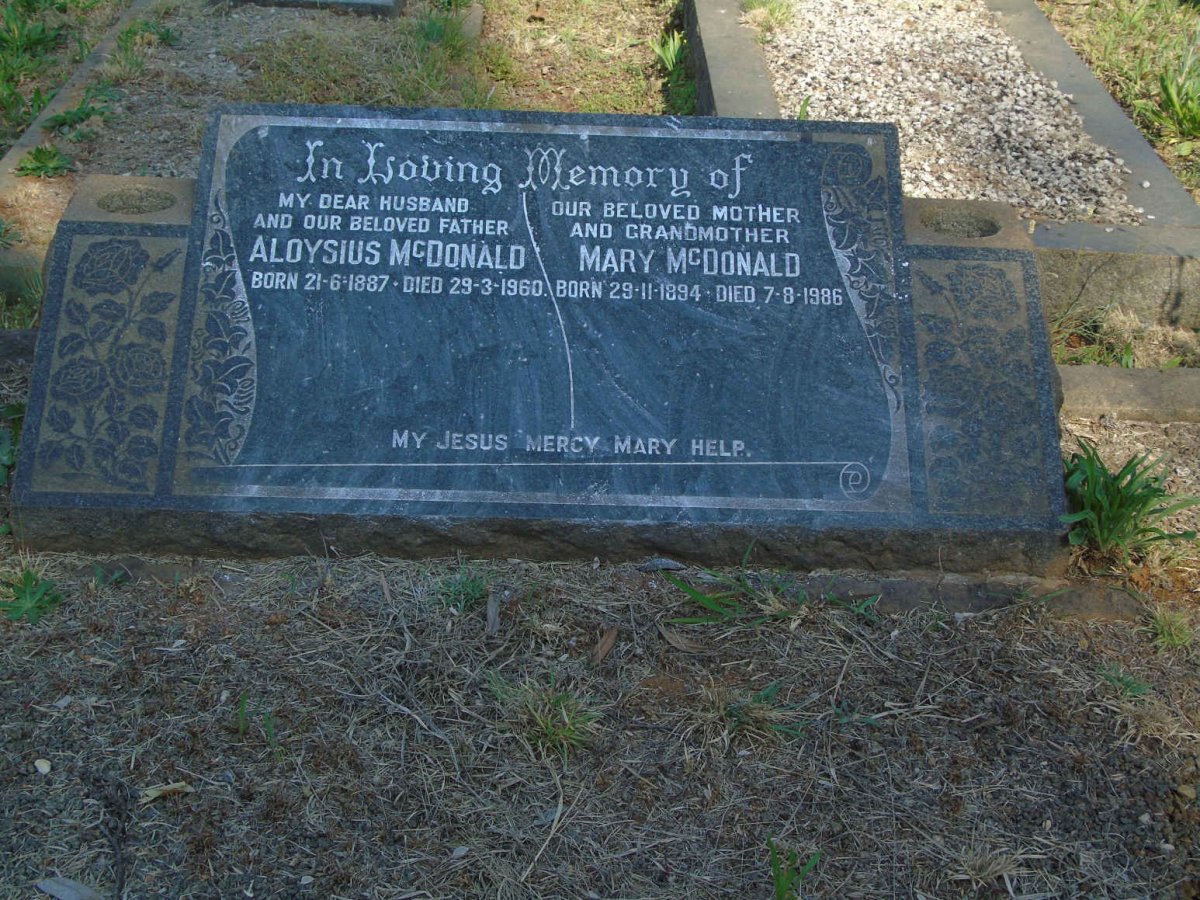 In Loving Memory of
MY DEAR HUSBAND
AND OUR BELOVED FATHER
ALOYSIUS McDONALD
BORN 21-6-1887 · DIED 29-3-1960.
OUR BELOVED MOTHER
AND GRANDMOTHER
MARY McDONALD
BORN 29-11-1894 · DIED 7-8-1986
MY JESUS MERCY MARY HELP.